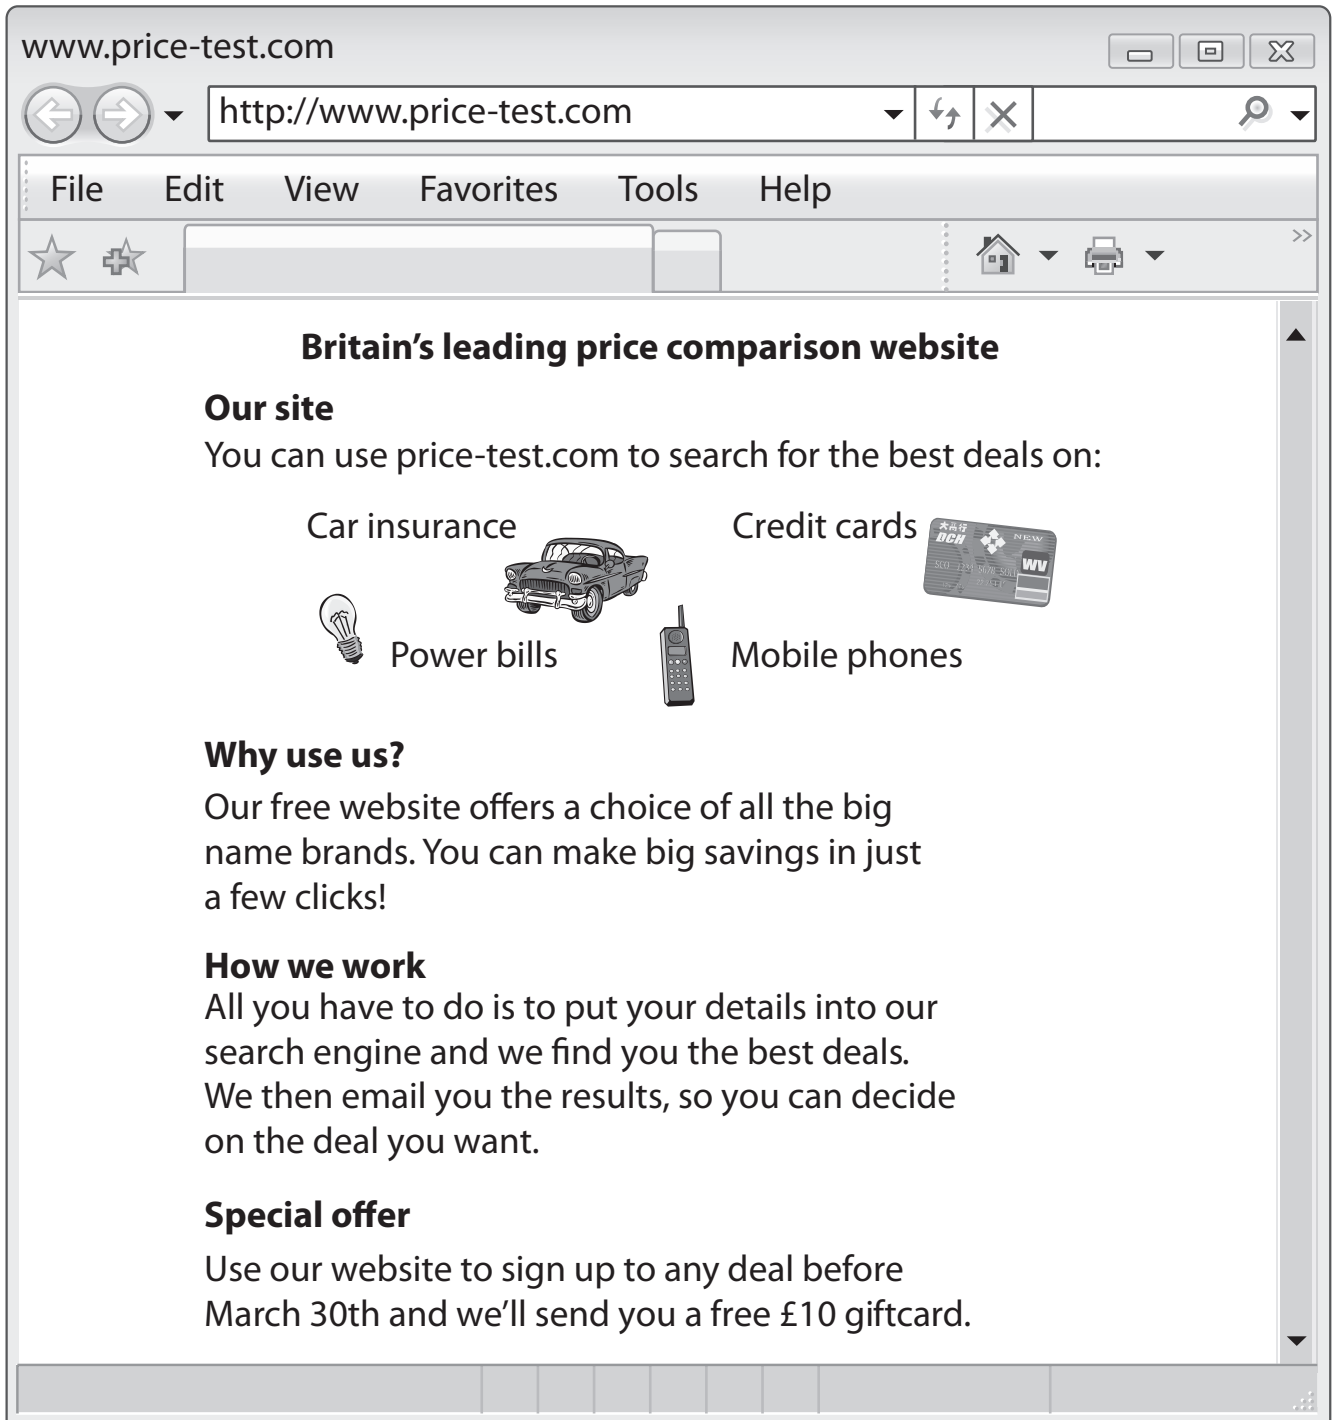 www.price-test.com
http://www.price-test.com
File Edit View Favorites Tools Help
Britain's leading price comparison website
Our site
You can use price-test.com to search for the best deals on:
Car insurance Credit cards
大品行
DCH NEW
WV
Power bills Mobile phones
Why use us?
Our free website offers a choice of all the big
name brands. You can make big savings in just
a few clicks!
How we work
All you have to do is to put your details into our
search engine and we find you the best deals.
We then email you the results, so you can decide
on the deal you want.
Special offer
Use our website to sign up to any deal before
March 30th and we'll send you a free £10 giftcard.